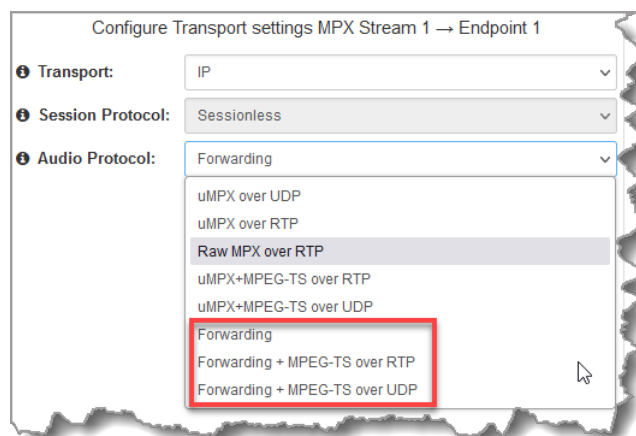 Configure Transport settings MPX Stream 1 → Endpoint 1
Transport: IP
Session Protocol: Sessionless
Audio Protocol: Forwarding
uMPX over UDP
uMPX over RTP
Raw MPX over RTP
uMPX+MPEG-TS over RTP
uMPX+MPEG-TS over UDP
Forwarding
Forwarding + MPEG-TS over RTP
Forwarding + MPEG-TS over UDP